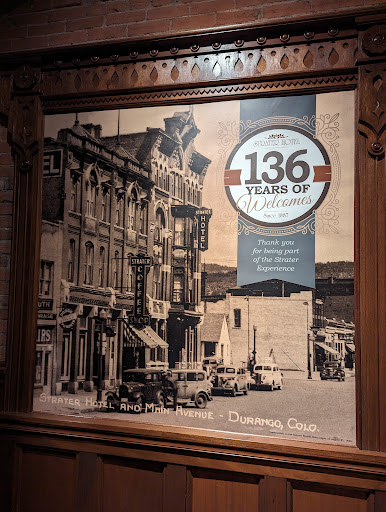 STRATER HOTEL
136
YEARS OF
Welcomes
SINCE 1887
Thank you
for being part
of the Strater
Experience
STRATER
HOTEL
STRATER
COFFEE
STRATER HOTEL AND MAIN AVENUE - DURANGO, COLO.